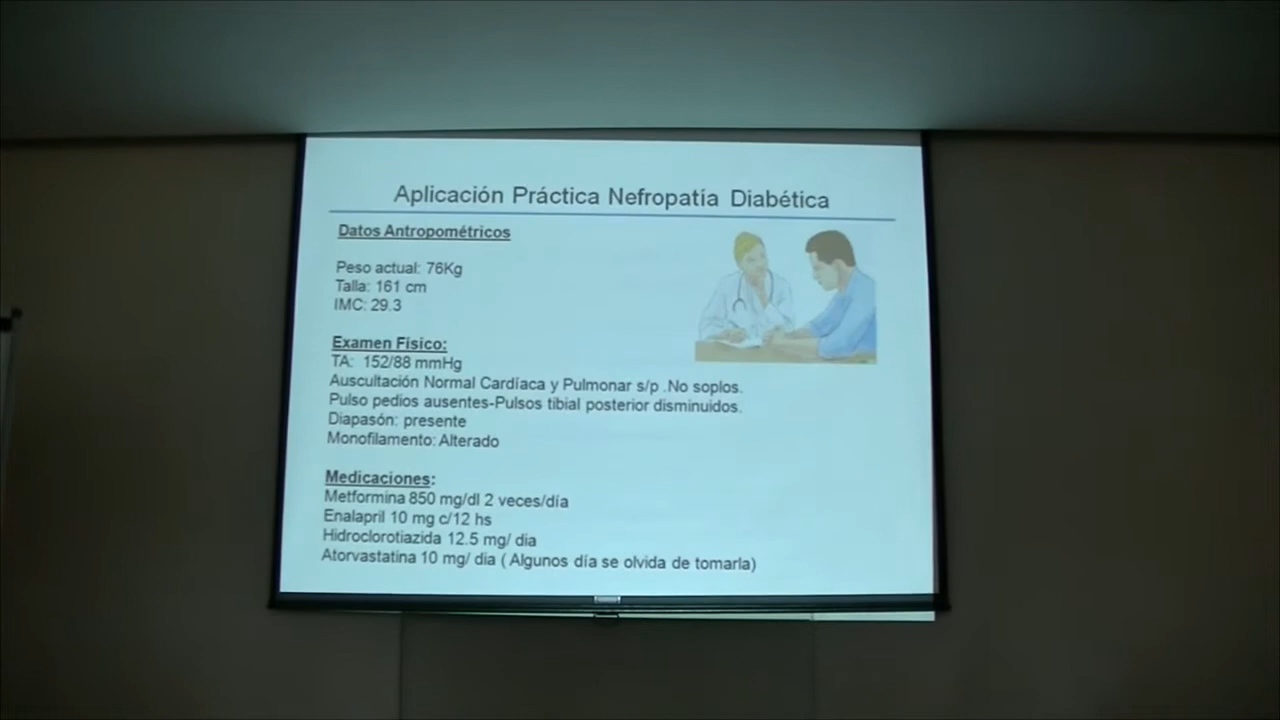 Aplicación Práctica Nefropatía Diabética
Datos Antropométricos
Peso actual: 76Kg
Talla: 161 cm
IMC: 29.3
Examen Físico:
TA: 152/88 mmHg
Auscultación Normal Cardíaca y Pulmonar s/p .No soplos.
Pulso pedios ausentes-Pulsos tibial posterior disminuidos.
Diapasón: presente
Monofilamento: Alterado
Medicaciones:
Metformina 850 mg/dl 2 veces/día
Enalapril 10 mg c/12 hs
Hidroclorotiazida 12.5 mg/ dia
Atorvastatina 10 mg/ dia ( Algunos día se olvida de tomarla)